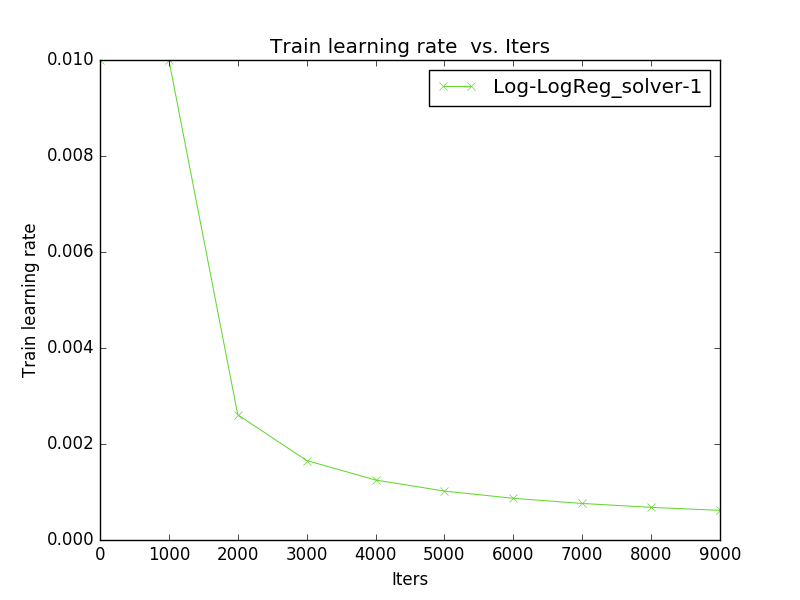 Train learning rate  vs. Iters
Log-LogReg_solver-1
0.010
0.008
0.006
0.004
0.002
0.000
Train learning rate
0 1000 2000 3000 4000 5000 6000 7000 8000 9000
Iters